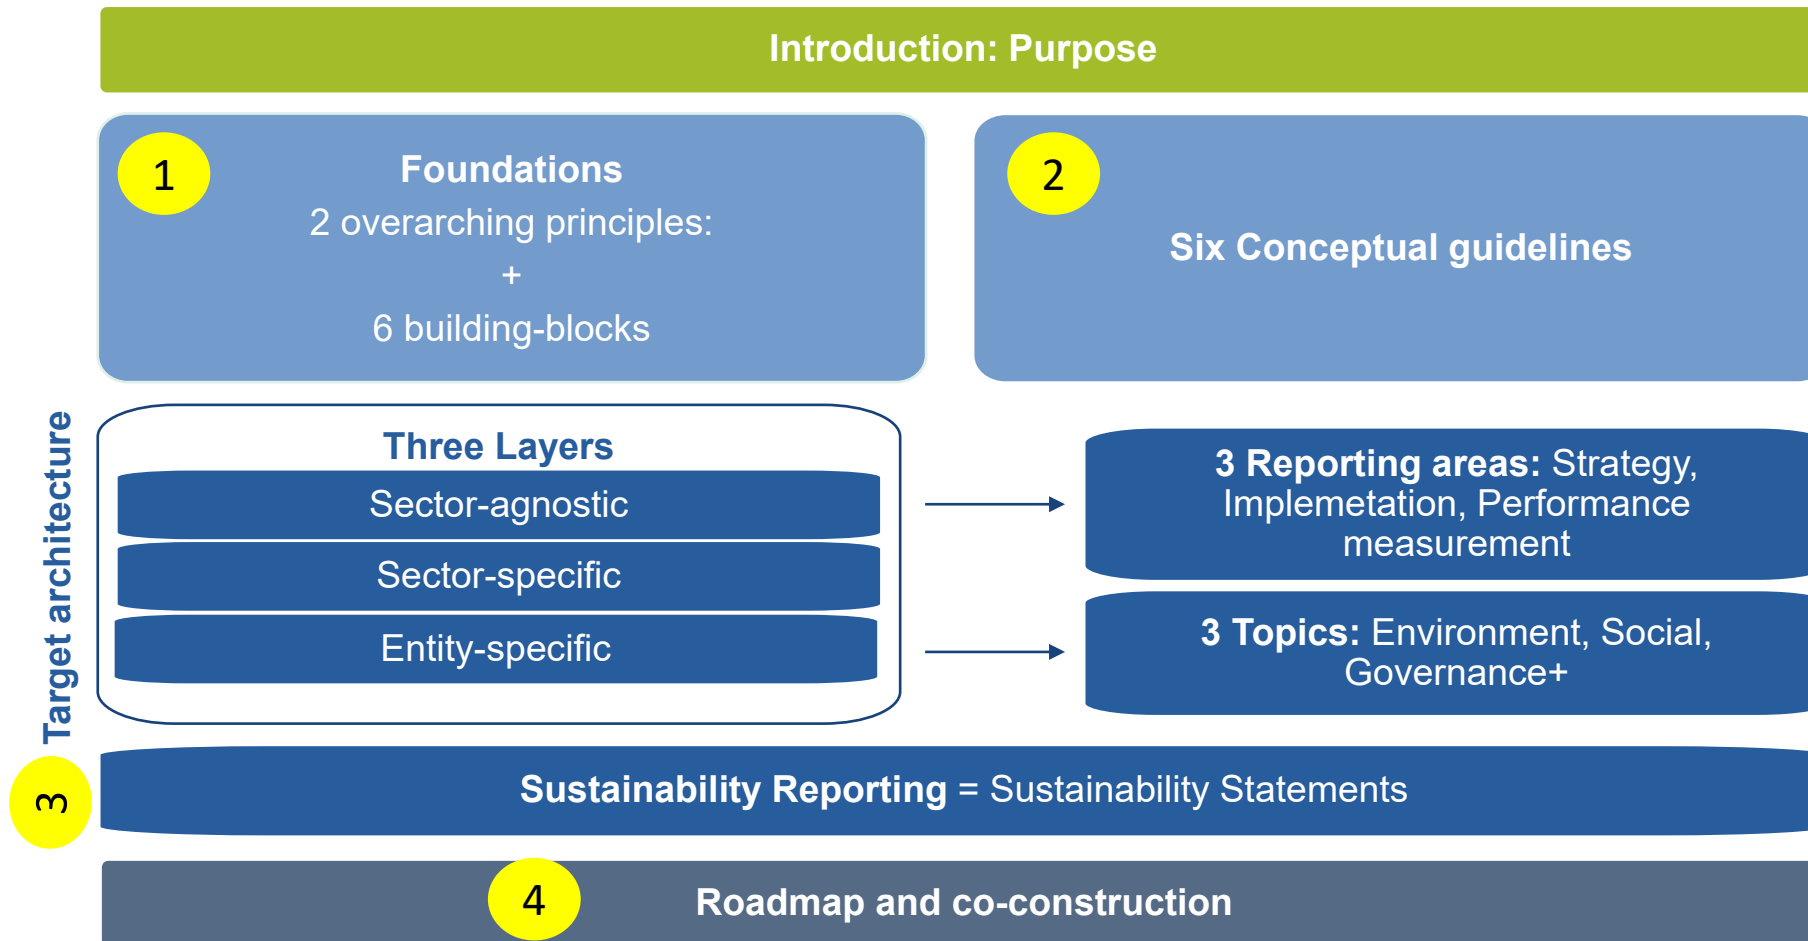 Introduction: Purpose
1
Foundations
2 overarching principles:
+
6 building-blocks
2
Six Conceptual guidelines
Target architecture
Three Layers
Sector-agnostic
Sector-specific
Entity-specific
3 Reporting areas: Strategy,
Implemetation, Performance
measurement
3 Topics: Environment, Social,
Governance+
3
Sustainability Reporting = Sustainability Statements
4
Roadmap and co-construction